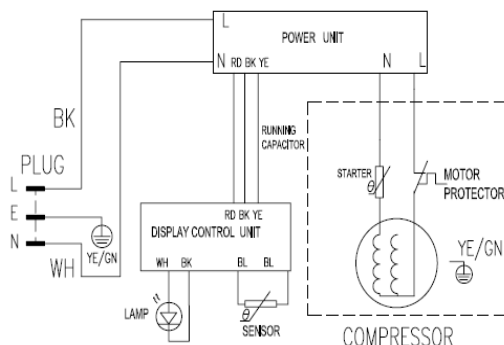 L
POWER UNIT
N RD BK YE
N L
BK
RUNNING
CAPACITOR
PLUG
L
E
N
YE/GN
WH
STARTER
θ
MOTOR
PROTECTOR
RD BK YE
DISPLAY CONTROL UNIT
WH BK BL BL
LAMP
θ
SENSOR
YE/GN
COMPRESSOR